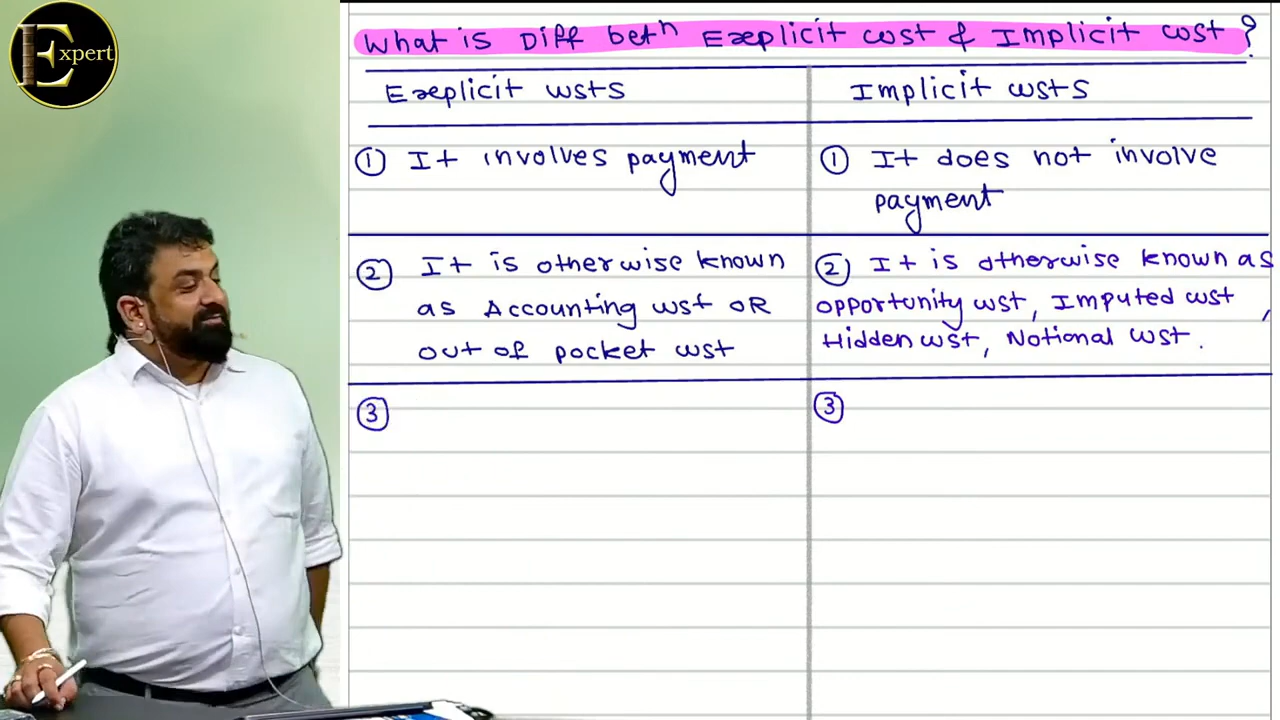 Expert
What is Diff betn Explicit cost & Implicit cost ?
Explicit costs
Implicit costs
① It involves payment
① It does not involve
payment
② It is otherwise known
as Accounting cost OR
out of pocket cost
② It is otherwise known as
opportunity cost, Imputed cost ,
Hidden cost, Notional cost .
③
③